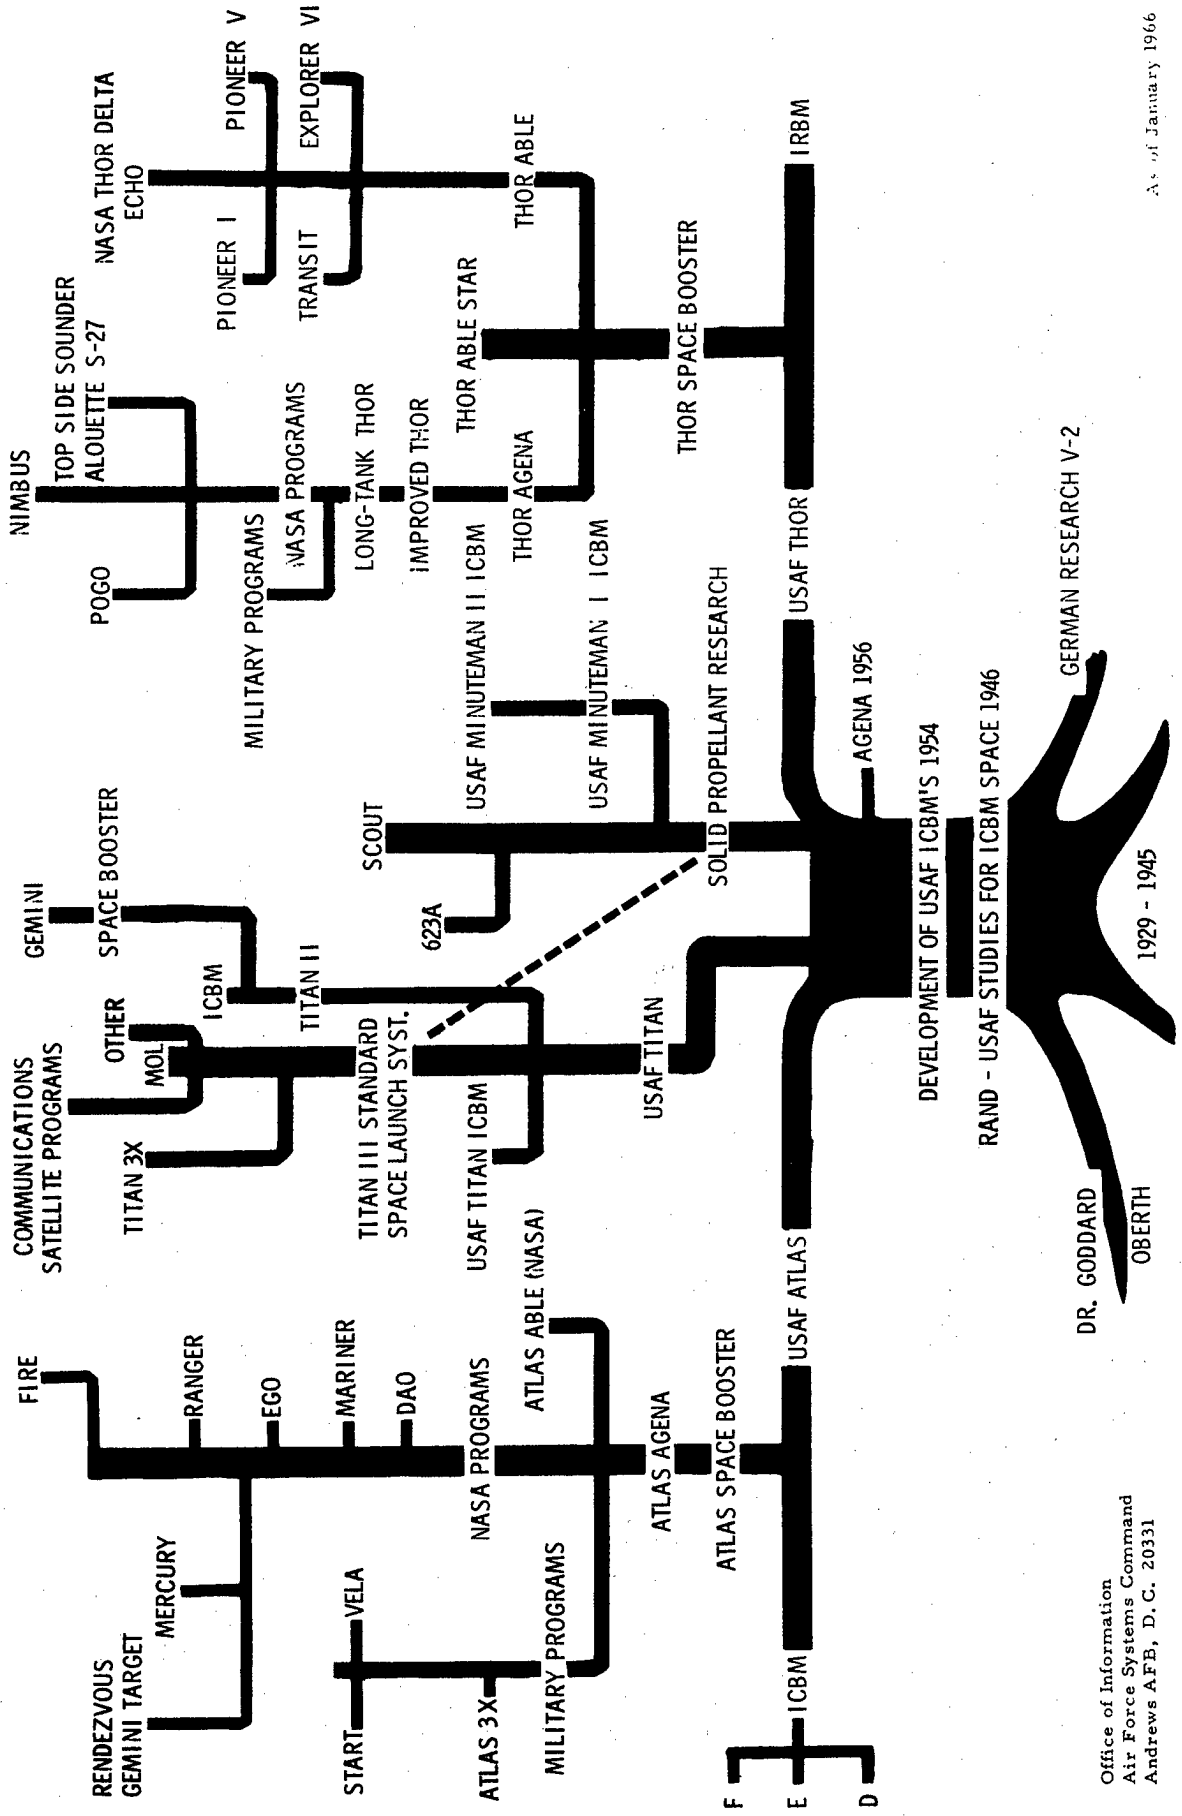 FIRE
RANGER
EGO
MARINER
DAO
NASA PROGRAMS
RENDEZVOUS
GEMINI TARGET
MERCURY
START
VELA
ATLAS 3X
MILITARY PROGRAMS
ATLAS ABLE (NASA)
ATLAS AGENA
ATLAS SPACE BOOSTER
F
E
D
ICBM
USAF ATLAS
COMMUNICATIONS
SATELLITE PROGRAMS
OTHER
MOL
TITAN 3X
GEMINI
SPACE BOOSTER
ICBM
TITAN II
TITAN III STANDARD
SPACE LAUNCH SYST.
USAF TITAN ICBM
USAF TITAN
SCOUT
623A
USAF MINUTEMAN II ICBM
USAF MINUTEMAN I ICBM
SOLID PROPELLANT RESEARCH
NIMBUS
POGO
TOP SIDE SOUNDER
ALOUETTE S-27
MILITARY PROGRAMS
NASA PROGRAMS
LONG-TANK THOR
IMPROVED THOR
THOR AGENA
THOR ABLE STAR
NASA THOR DELTA
ECHO
PIONEER I
PIONEER V
TRANSIT
EXPLORER VI
THOR ABLE
THOR SPACE BOOSTER
USAF THOR
IRBM
AGENA 1956
DEVELOPMENT OF USAF ICBM'S 1954
RAND - USAF STUDIES FOR ICBM SPACE 1946
DR. GODDARD
OBERTH
1929 - 1945
GERMAN RESEARCH V-2
Office of Information
Air Force Systems Command
Andrews AFB, D.C. 20331
As of January 1966